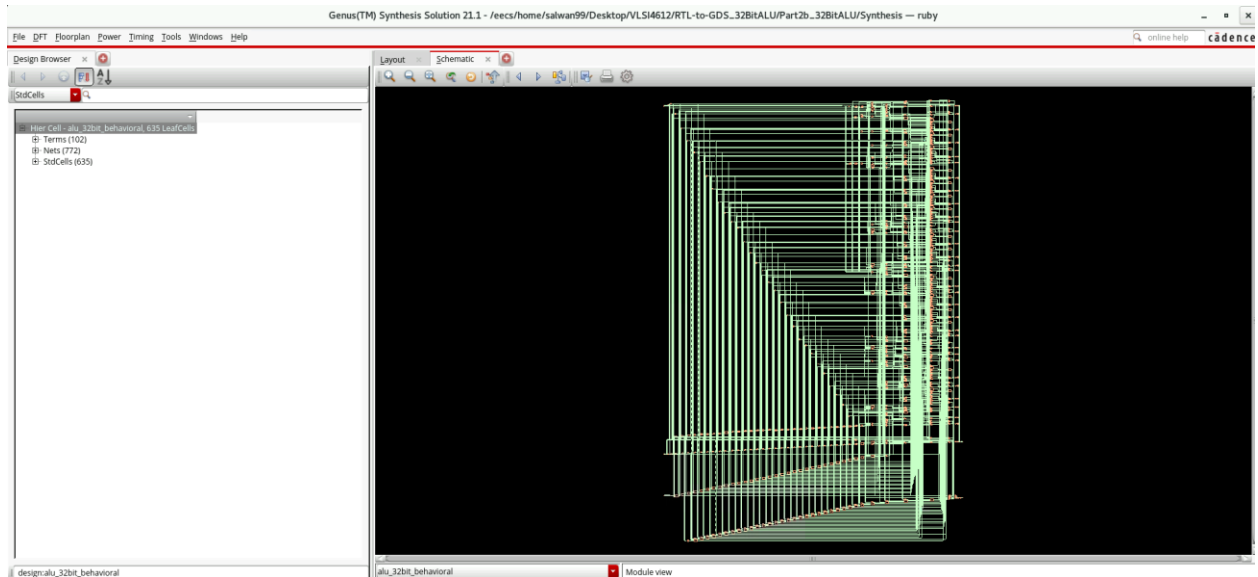 Genus(TM) Synthesis Solution 21.1 - /eecs/home/salwan99/Desktop/VLSI4612/RTL-to-GDS_32BitALU/Part2b_32BitALU/Synthesis — ruby
File DFT Floorplan Power Timing Tools Windows Help
online help cādence
Design Browser
Layout Schematic
StdCells
Hier Cell - alu_32bit_behavioral, 635 LeafCells
Terms (102)
Nets (772)
StdCells (635)
design:alu_32bit_behavioral
alu_32bit_behavioral
Module view